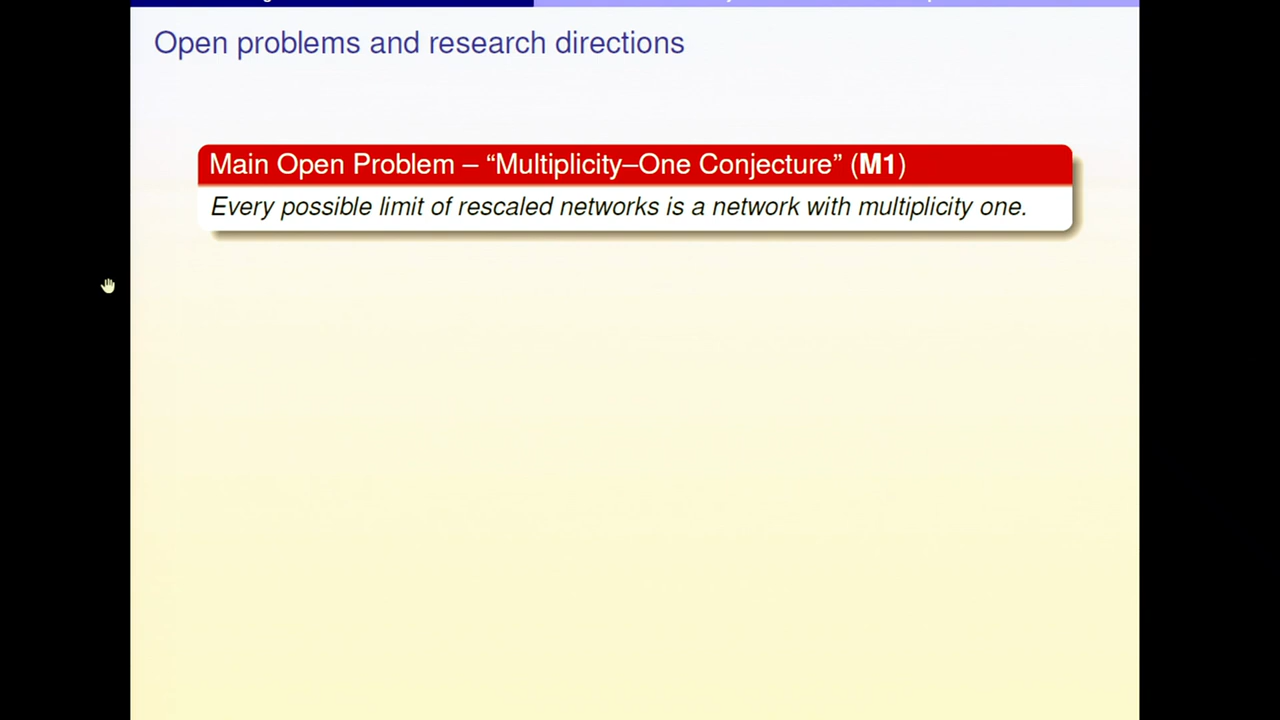 Open problems and research directions
Main Open Problem – “Multiplicity–One Conjecture” (M1)
Every possible limit of rescaled networks is a network with multiplicity one.